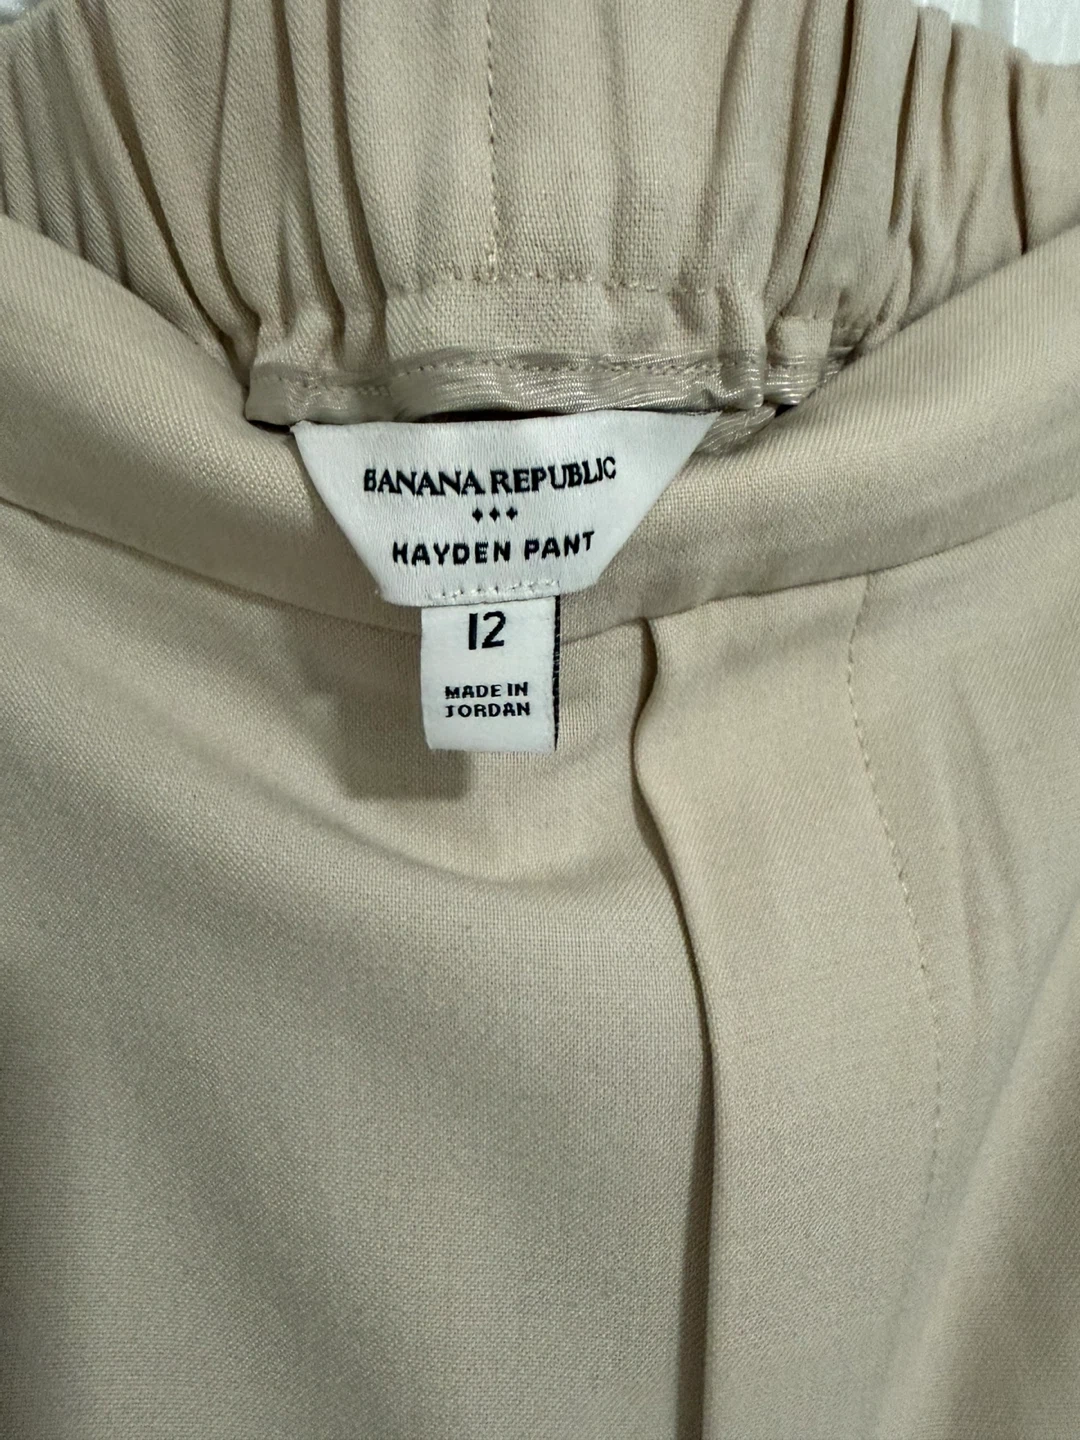 BANANA REPUBLIC
HAYDEN PANT
12
MADE IN
JORDAN